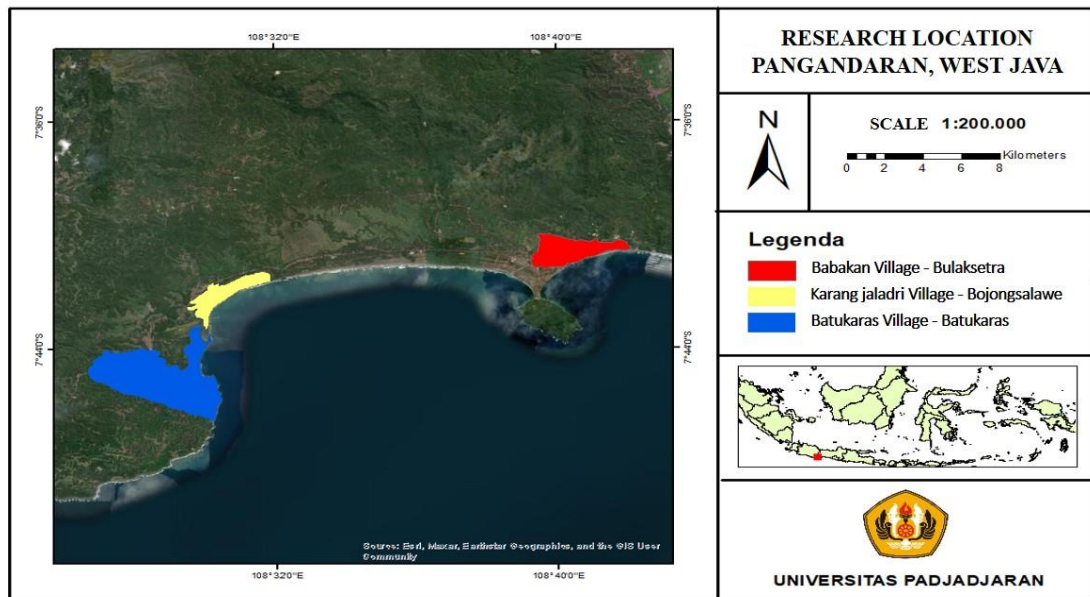 108°32'0"E
108°40'0"E
7°36'0"S
7°36'0"S
7°44'0"S
7°44'0"S
Source: Esri, Maxar, Earthstar Geographics, and the GIS User
Community
108°32'0"E
108°40'0"E
RESEARCH LOCATION
PANGANDARAN, WEST JAVA
N
SCALE 1:200.000
Kilometers
0 2 4 6 8
Legenda
Babakan Village - Bulaksetra
Karang jaladri Village - Bojongsalawe
Batukaras Village - Batukaras
UNIVERSITAS PADJADJARAN